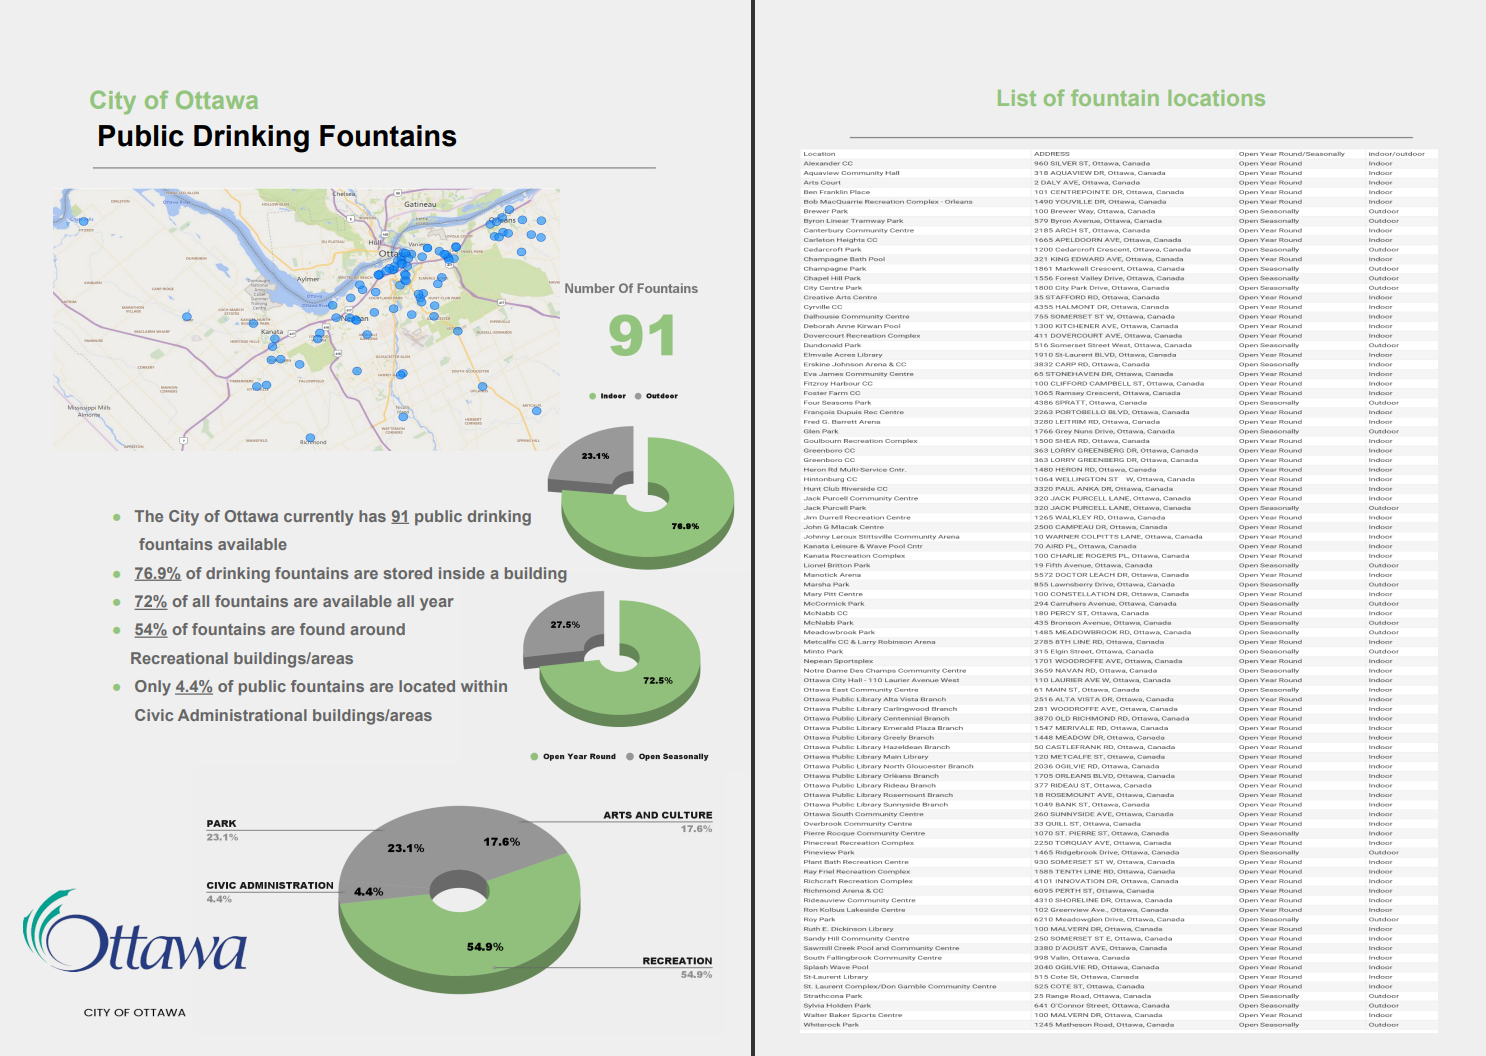 City of Ottawa
Public Drinking Fountains
Chelsea
Gatineau
Orleans
Hull
Vanier
Aylmer
Kanata
Mississippi Mills
Almonte
Richmond
Number Of Fountains
91
Indoor Outdoor
23.1%
76.9%
The City of Ottawa currently has 91 public drinking
fountains available
76.9% of drinking fountains are stored inside a building
72% of all fountains are available all year
54% of fountains are found around
Recreational buildings/areas
Only 4.4% of public fountains are located within
Civic Administrational buildings/areas
27.5%
72.5%
Open Year Round Open Seasonally
PARK
23.1%
ARTS AND CULTURE
17.6%
23.1%
17.6%
CIVIC ADMINISTRATION
4.4%
4.4%
54.9%
RECREATION
54.9%
Ottawa
CITY OF OTTAWA
List of fountain locations
Location ADDRESS Open Year Round/Seasonally indoor/outdoor
Alexander CC 960 SILVER ST, Ottawa, Canada Open Year Round Indoor
Aquaview Community Hall 318 AQUAVIEW DR, Ottawa, Canada Open Year Round Indoor
Arts Court 2 DALY AVE, Ottawa, Canada Open Year Round Indoor
Ben Franklin Place 101 CENTREPOINTE DR, Ottawa, Canada Open Year Round Indoor
Bob MacQuarrie Recreation Complex - Orleans 1490 YOUVILLE DR, Ottawa, Canada Open Year Round Indoor
Brewer Park 100 Brewer Way, Ottawa, Canada Open Seasonally Outdoor
Byron Linear Tramway Park 579 Byron Avenue, Ottawa, Canada Open Seasonally Outdoor
Canterbury Community Centre 2185 ARCH ST, Ottawa, Canada Open Year Round Indoor
Carleton Heights CC 1665 APELDOORN AVE, Ottawa, Canada Open Year Round Indoor
Cedarcroft Park 1200 Cedarcroft Crescent, Ottawa, Canada Open Seasonally Outdoor
Champagne Bath Pool 321 KING EDWARD AVE, Ottawa, Canada Open Year Round Indoor
Champagne Park 1861 Markwell Crescent, Ottawa, Canada Open Seasonally Outdoor
Chapel Hill Park 1556 Forest Valley Drive, Ottawa, Canada Open Seasonally Outdoor
City Centre Park 1800 City Park Drive, Ottawa, Canada Open Seasonally Outdoor
Creative Arts Centre 35 STAFFORD RD, Ottawa, Canada Open Year Round Indoor
Cyrville CC 4355 HALMONT DR, Ottawa, Canada Open Year Round Indoor
Dalhousie Community Centre 755 SOMERSET ST W, Ottawa, Canada Open Year Round Indoor
Deborah Anne Kirwan Pool 1300 KITCHENER AVE, Ottawa, Canada Open Year Round Indoor
Dovercourt Recreation Complex 411 DOVERCOURT AVE, Ottawa, Canada Open Year Round Indoor
Dundonald Park 516 Somerset Street West, Ottawa, Canada Open Seasonally Outdoor
Elmvale Acres Library 1910 St-Laurent BLVD, Ottawa, Canada Open Year Round Indoor
Erskine Johnson Arena & CC 3832 CARP RD, Ottawa, Canada Open Seasonally Indoor
Eva James Community Centre 65 STONEHAVEN DR, Ottawa, Canada Open Year Round Indoor
Fitzroy Harbour CC 100 CLIFFORD CAMPBELL ST, Ottawa, Canada Open Year Round Indoor
Foster Farm CC 1065 Ramsey Crescent, Ottawa, Canada Open Year Round Indoor
Four Seasons Park 4386 SPRATT, Ottawa, Canada Open Seasonally Outdoor
François Dupuis Rec Centre 2263 PORTOBELLO BLVD, Ottawa, Canada Open Year Round Indoor
Fred G. Barrett Arena 3280 LEITRIM RD, Ottawa, Canada Open Year Round Indoor
Glen Park 1766 Grey Nuns Drive, Ottawa, Canada Open Seasonally Outdoor
Goulbourn Recreation Complex 1500 SHEA RD, Ottawa, Canada Open Year Round Indoor
Greenboro CC 363 LORRY GREENBERG DR, Ottawa, Canada Open Year Round Indoor
Greenboro CC 363 LORRY GREENBERG DR, Ottawa, Canada Open Year Round Indoor
Heron Rd Multi-Service Cntr. 1480 HERON RD, Ottawa, Canada Open Year Round Indoor
Hintonburg CC 1064 WELLINGTON ST W, Ottawa, Canada Open Year Round Indoor
Hunt Club Riverside CC 3320 PAUL ANKA DR, Ottawa, Canada Open Year Round Indoor
Jack Purcell Community Centre 320 JACK PURCELL LANE, Ottawa, Canada Open Year Round Indoor
Jack Purcell Park 320 JACK PURCELL LANE, Ottawa, Canada Open Seasonally Outdoor
Jim Durrell Recreation Centre 1265 WALKLEY RD, Ottawa, Canada Open Year Round Indoor
John G Mlacak Centre 2500 CAMPEAU DR, Ottawa, Canada Open Year Round Indoor
Johnny Leroux Stittsville Community Arena 10 WARNER COLPITTS LANE, Ottawa, Canada Open Year Round Indoor
Kanata Leisure & Wave Pool Cntr 70 AIRD PL, Ottawa, Canada Open Year Round Indoor
Kanata Recreation Complex 100 CHARLIE ROGERS PL, Ottawa, Canada Open Year Round Indoor
Lionel Britton Park 19 Fifth Avenue, Ottawa, Canada Open Seasonally Outdoor
Manotick Arena 5572 DOCTOR LEACH DR, Ottawa, Canada Open Seasonally Indoor
Marsha Park 855 Lawnsberry Drive, Ottawa, Canada Open Seasonally Outdoor
Mary Pitt Centre 100 CONSTELLATION DR, Ottawa, Canada Open Year Round Indoor
McCormick Park 294 Carruhers Avenue, Ottawa, Canada Open Seasonally Outdoor
McNabb CC 180 PERCY ST, Ottawa, Canada Open Year Round Indoor
McNabb Park 435 Bronson Avenue, Ottawa, Canada Open Seasonally Outdoor
Meadowbrook Park 1485 MEADOWBROOK RD, Ottawa, Canada Open Seasonally Outdoor
Metcalfe CC & Larry Robinson Arena 2785 8TH LINE RD, Ottawa, Canada Open Year Round Indoor
Minto Park 315 Elgin Street, Ottawa, Canada Open Seasonally Outdoor
Nepean Sportsplex 1701 WOODROFFE AVE, Ottawa, Canada Open Year Round Indoor
Notre Dame Des Champs Community Centre 3659 NAVAN RD, Ottawa, Canada Open Seasonally Indoor
Ottawa City Hall - 110 Laurier Avenue West 110 LAURIER AVE W, Ottawa, Canada Open Year Round Indoor
Ottawa East Community Centre 61 MAIN ST, Ottawa, Canada Open Seasonally Indoor
Ottawa Public Library Alta Vista Branch 2516 ALTA VISTA DR, Ottawa, Canada Open Year Round Indoor
Ottawa Public Library Carlingwood Branch 281 WOODROFFE AVE, Ottawa, Canada Open Year Round Indoor
Ottawa Public Library Centennial Branch 3870 OLD RICHMOND RD, Ottawa, Canada Open Year Round Indoor
Ottawa Public Library Emerald Plaza Branch 1547 MERIVALE RD, Ottawa, Canada Open Year Round Indoor
Ottawa Public Library Greely Branch 1448 MEADOW DR, Ottawa, Canada Open Year Round Indoor
Ottawa Public Library Hazeldean Branch 50 CASTLEFRANK RD, Ottawa, Canada Open Year Round Indoor
Ottawa Public Library Main Library 120 METCALFE ST, Ottawa, Canada Open Year Round Indoor
Ottawa Public Library North Gloucester Branch 2036 OGILVIE RD, Ottawa, Canada Open Year Round Indoor
Ottawa Public Library Orléans Branch 1705 ORLEANS BLVD, Ottawa, Canada Open Year Round Indoor
Ottawa Public Library Rideau Branch 377 RIDEAU ST, Ottawa, Canada Open Year Round Indoor
Ottawa Public Library Rosemount Branch 18 ROSEMOUNT AVE, Ottawa, Canada Open Year Round Indoor
Ottawa Public Library Sunnyside Branch 1049 BANK ST, Ottawa, Canada Open Year Round Indoor
Ottawa South Community Centre 260 SUNNYSIDE AVE, Ottawa, Canada Open Year Round Indoor
Overbrook Community Centre 33 QUILL ST, Ottawa, Canada Open Year Round Indoor
Pierre Rocque Community Centre 1070 ST. PIERRE ST, Ottawa, Canada Open Seasonally Indoor
Pinecrest Recreation Complex 2250 TORQUAY AVE, Ottawa, Canada Open Year Round Indoor
Pineview Park 1465 Ridgebrook Drive, Ottawa, Canada Open Seasonally Outdoor
Plant Bath Recreation Centre 930 SOMERSET ST W, Ottawa, Canada Open Year Round Indoor
Ray Friel Recreation Complex 1585 TENTH LINE RD, Ottawa, Canada Open Year Round Indoor
Richcraft Recreation Complex 4101 INNOVATION DR, Ottawa, Canada Open Year Round Indoor
Richmond Arena & CC 6095 PERTH ST, Ottawa, Canada Open Year Round Indoor
Rideauview Community Centre 4310 SHORELINE DR, Ottawa, Canada Open Year Round Indoor
Ron Kolbus Lakeside Centre 102 Greenview Ave., Ottawa, Canada Open Year Round Indoor
Roy Park 6210 Meadowglen Drive, Ottawa, Canada Open Seasonally Outdoor
Ruth E. Dickinson Library 100 MALVERN DR, Ottawa, Canada Open Year Round Indoor
Sandy Hill Community Centre 250 SOMERSET ST E, Ottawa, Canada Open Year Round Indoor
Sawmill Creek Pool and Community Centre 3380 D'AOUST AVE, Ottawa, Canada Open Year Round Indoor
South Fallingbrook Community Centre 998 Valin, Ottawa, Canada Open Year Round Indoor
Splash Wave Pool 2040 OGILVIE RD, Ottawa, Canada Open Year Round Indoor
St-Laurent Library 515 Cote St, Ottawa, Canada Open Year Round Indoor
St. Laurent Complex/Don Gamble Community Centre 525 COTE ST, Ottawa, Canada Open Year Round Indoor
Strathcona Park 25 Range Road, Ottawa, Canada Open Seasonally Outdoor
Sylvia Holden Park 641 O'Connor Street, Ottawa, Canada Open Seasonally Outdoor
Walter Baker Sports Centre 100 MALVERN DR, Ottawa, Canada Open Year Round Indoor
Whiterock Park 1245 Matheson Road, Ottawa, Canada Open Seasonally Outdoor